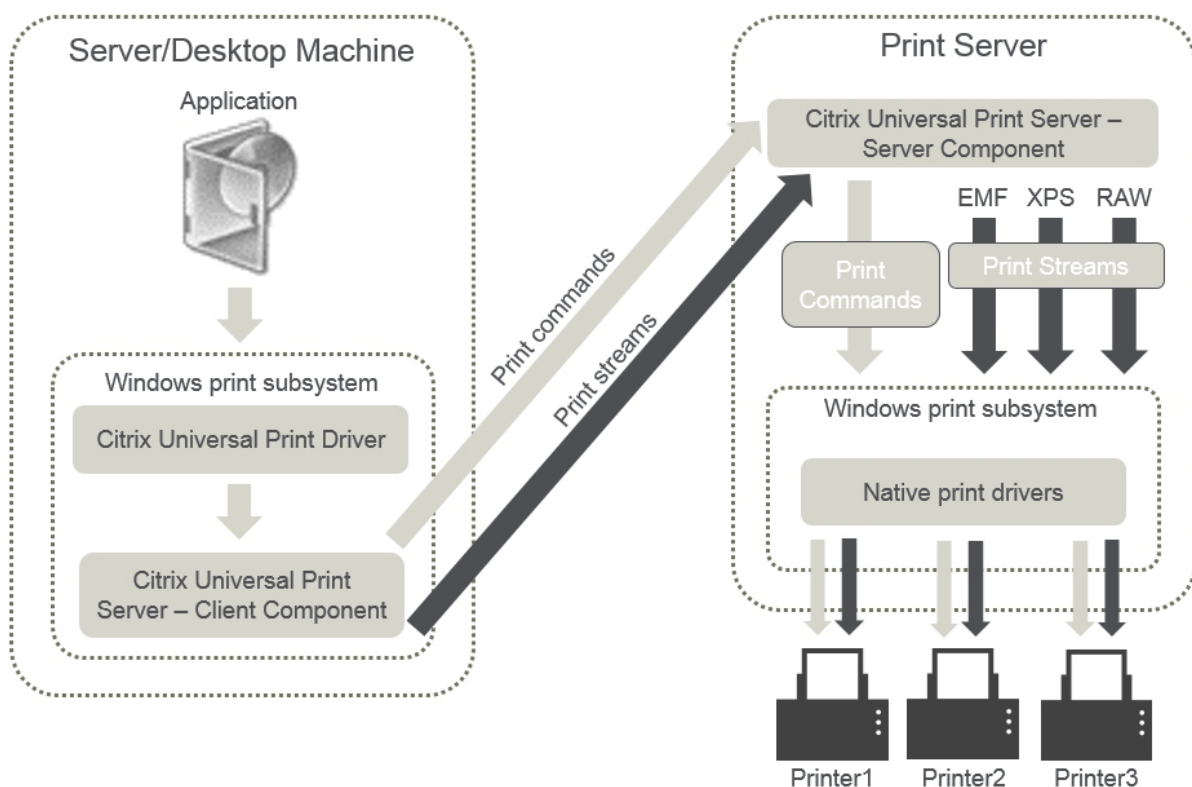 Server/Desktop Machine
Application
Windows print subsystem
Citrix Universal Print Driver
Citrix Universal Print
Server – Client Component
Print commands
Print streams
Print Server
Citrix Universal Print Server –
Server Component
EMF XPS RAW
Print
Commands
Print Streams
Windows print subsystem
Native print drivers
Printer1 Printer2 Printer3